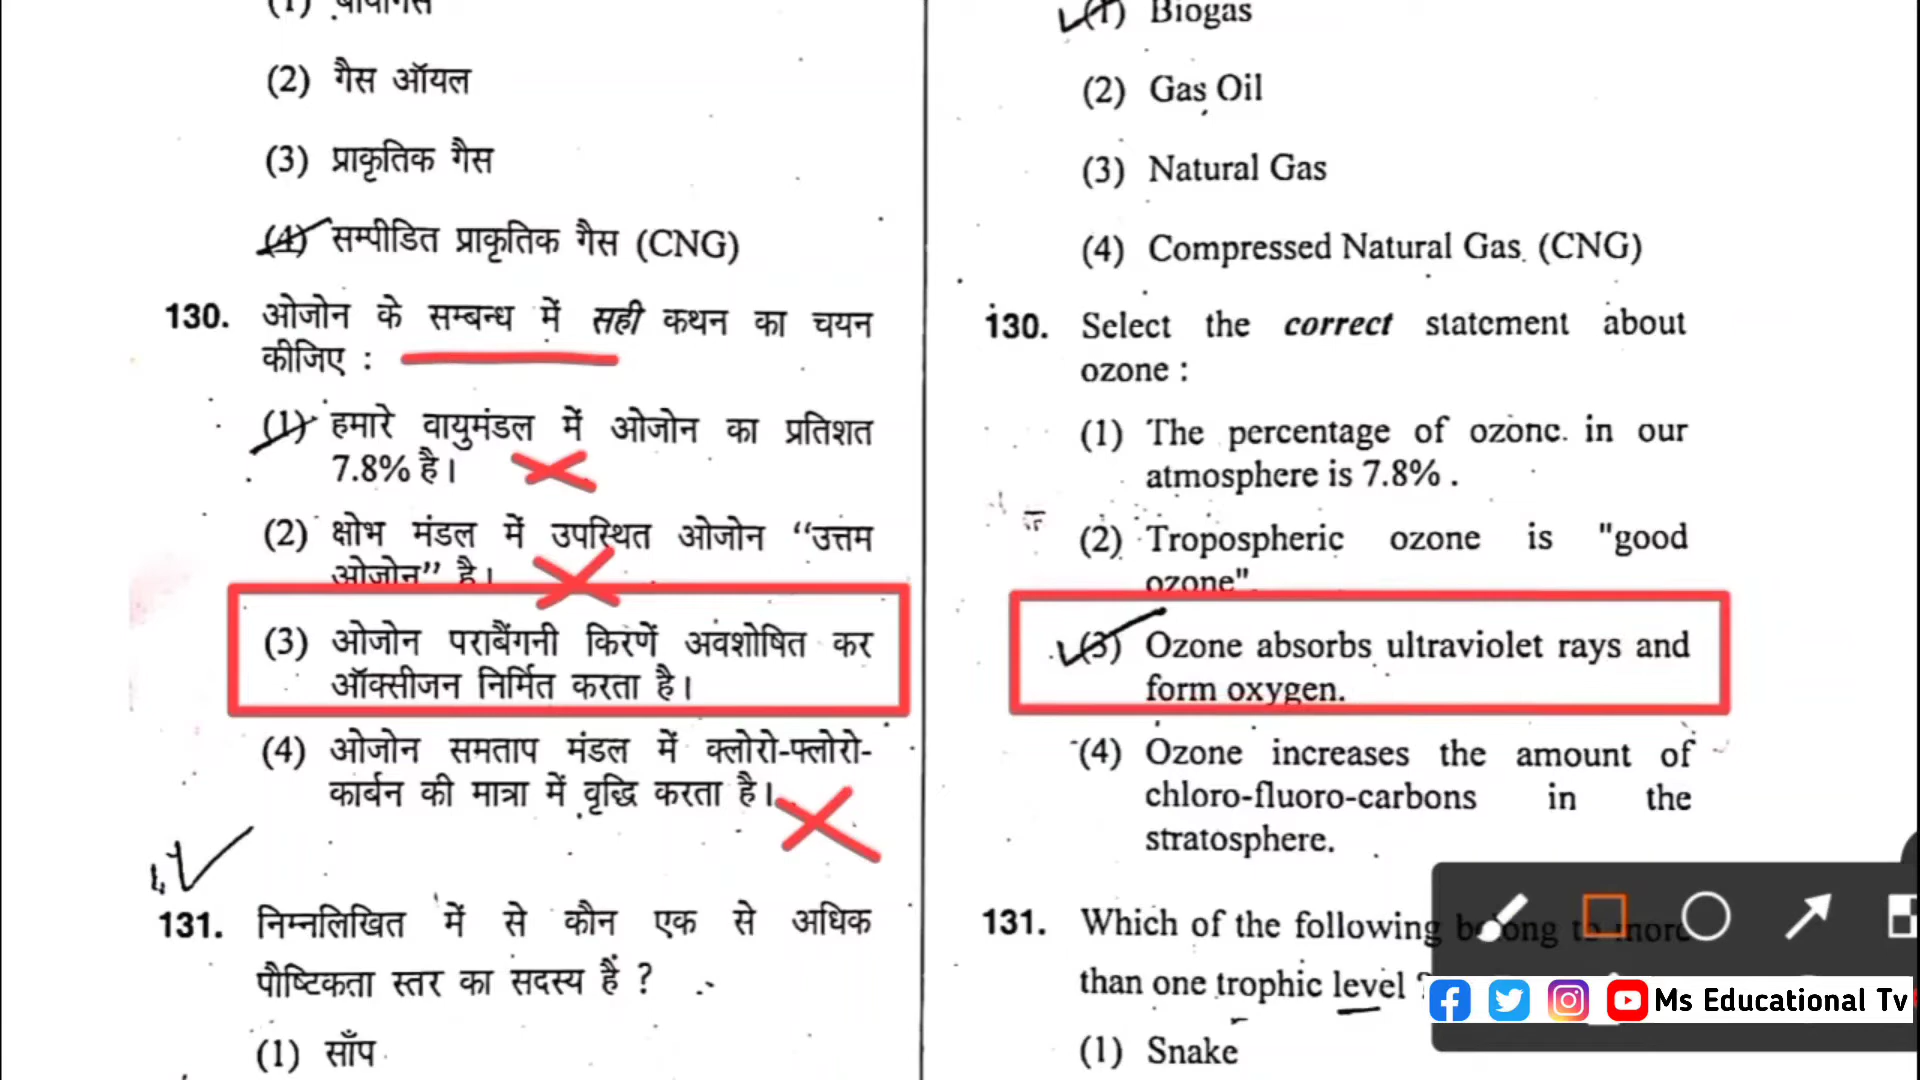 (1) बायोगैस
(2) गैस ऑयल
(3) प्राकृतिक गैस
(4) सम्पीडित प्राकृतिक गैस (CNG)
130. ओजोन के सम्बन्ध में सही कथन का चयन
कीजिए :
(1) हमारे वायुमंडल में ओजोन का प्रतिशत
7.8% है।
(2) क्षोभ मंडल में उपस्थित ओजोन “उत्तम
ओजोन” है।
(3) ओजोन पराबैंगनी किरणें अवशोषित कर
ऑक्सीजन निर्मित करता है।
(4) ओजोन समताप मंडल में क्लोरो-फ्लोरो-
कार्बन की मात्रा में वृद्धि करता है।
131. निम्नलिखित में से कौन एक से अधिक
पौष्टिकता स्तर का सदस्य हैं ?
(1) साँप
(1) Biogas
(2) Gas Oil
(3) Natural Gas
(4) Compressed Natural Gas (CNG)
130. Select the correct statement about
ozone :
(1) The percentage of ozone in our
atmosphere is 7.8% .
(2) Tropospheric ozone is "good
ozone".
(3) Ozone absorbs ultraviolet rays and
form oxygen.
(4) Ozone increases the amount of
chloro-fluoro-carbons in the
stratosphere.
131. Which of the following belong to more
than one trophic level ?
(1) Snake
Ms Educational Tv